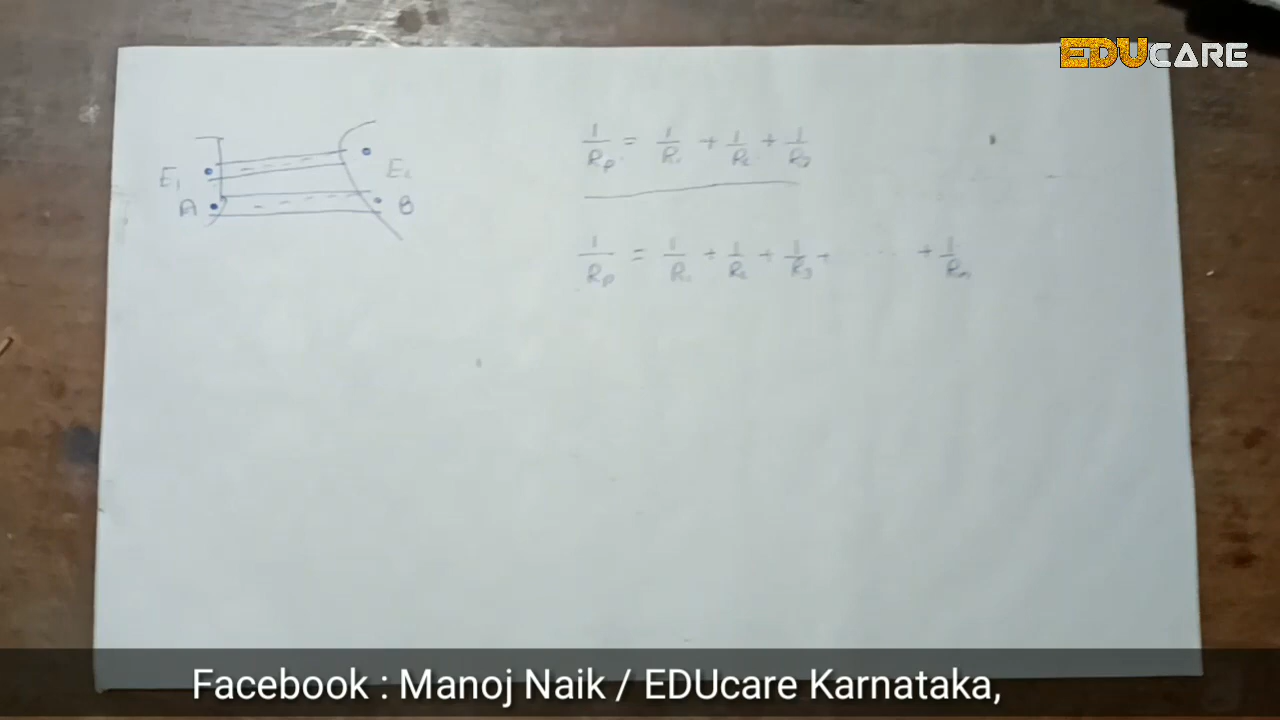 EDUCARE
E₁ E₂
A B
1/Rₚ = 1/R₁ + 1/R₂ + 1/R₃
1/Rₚ = 1/R₁ + 1/R₂ + 1/R₃ + ..... + 1/Rₙ
Facebook : Manoj Naik / EDUcare Karnataka,